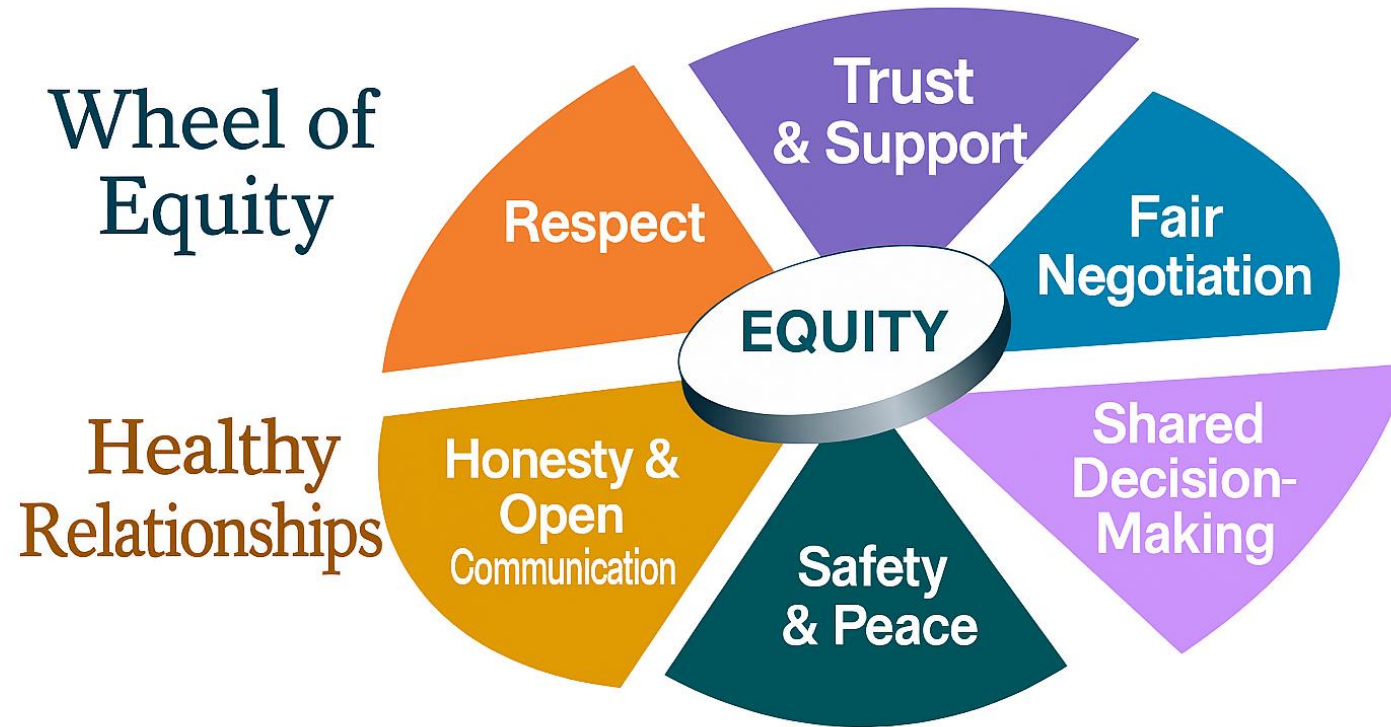 Wheel of
Equity
Healthy
Relationships
Trust
& Support
Fair
Negotiation
Shared
Decision-
Making
Safety
& Peace
Honesty &
Open
Communication
Respect
EQUITY